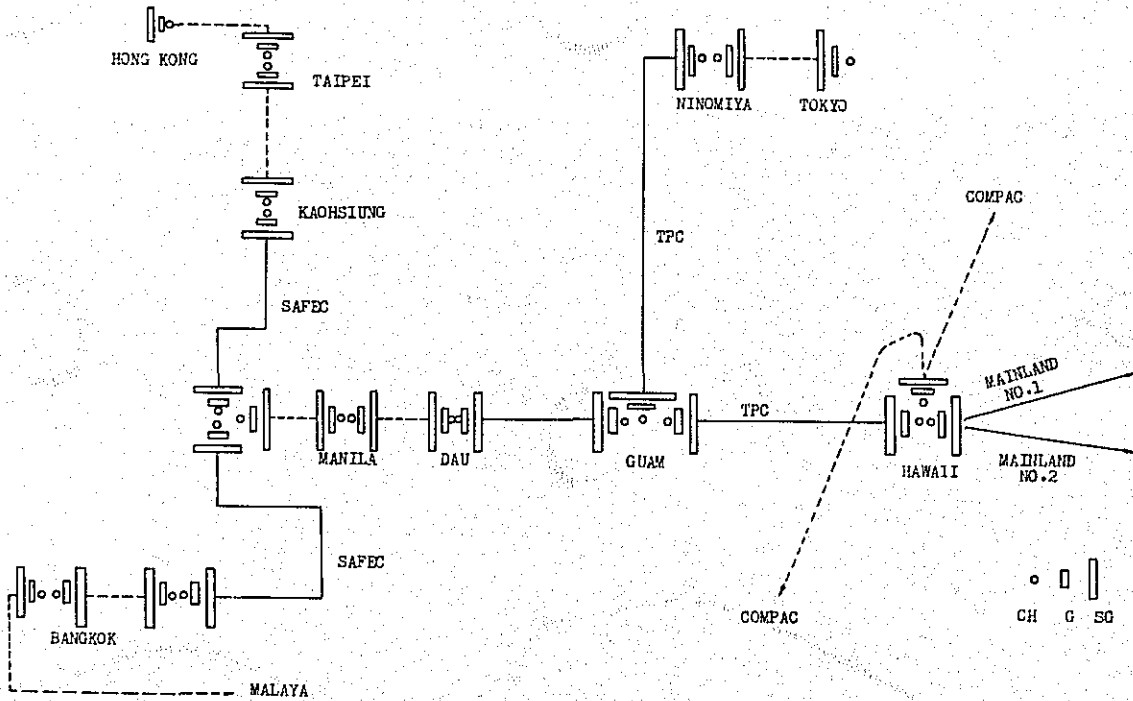 HONG KONG
TAIPEI
NINOMIYA
TOKYO
KAOHSIUNG
COMPAC
TPC
SAFEC
MAINLAND
NO.1
TPC
MANILA
DAU
GUAM
HAWAII
MAINLAND
NO.2
SAFEC
COMPAC
CH G SG
BANGKOK
MALAYA